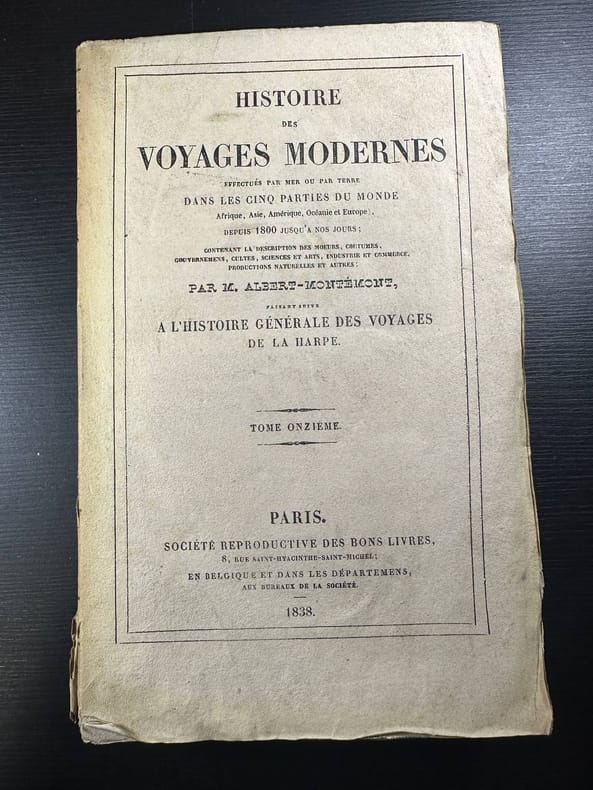 HISTOIRE
DES
VOYAGES MODERNES
EFFECTUÉS PAR MER OU PAR TERRE
DANS LES CINQ PARTIES DU MONDE
Afrique, Asie, Amérique, Océanie et Europe),
DEPUIS 1800 JUSQU'A NOS JOURS;
CONTENANT LA DESCRIPTION DES MOEURS, COUTUMES,
GOUVERNEMENS, CULTES, SCIENCES ET ARTS, INDUSTRIE ET COMMERCE,
PRODUCTIONS NATURELLES ET AUTRES;
PAR M. ALBERT-MONTÉMONT,
FAISANT SUITE
A L'HISTOIRE GÉNÉRALE DES VOYAGES
DE LA HARPE.
TOME ONZIÈME.
PARIS.
SOCIÉTÉ REPRODUCTIVE DES BONS LIVRES,
8, RUE SAINT-HYACINTHE-SAINT-MICHEL;
EN BELGIQUE ET DANS LES DÉPARTEMENS,
AUX BUREAUX DE LA SOCIÉTÉ.
1838.